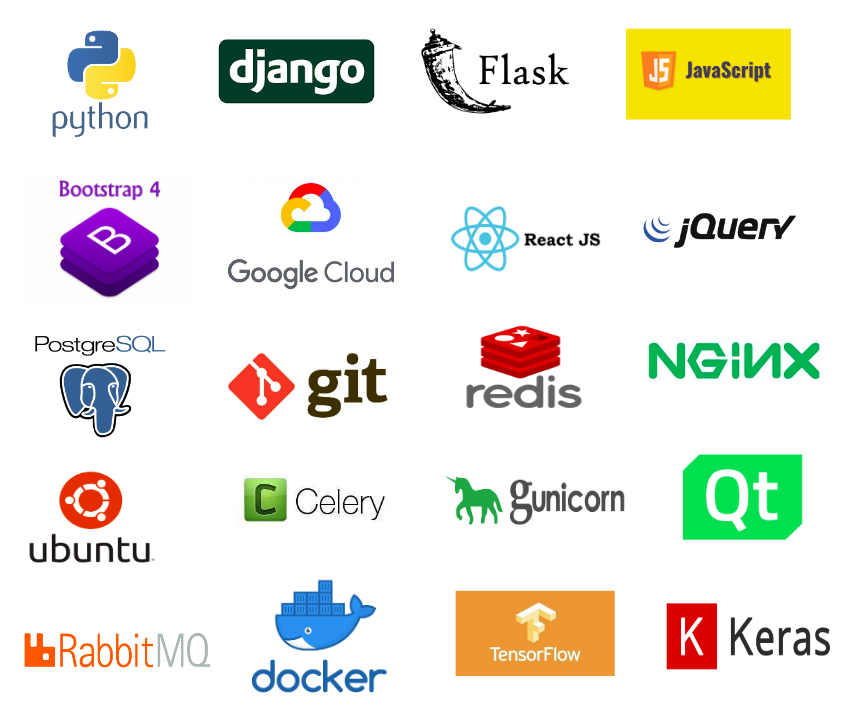 python
django
Flask
JS JavaScript
Bootstrap 4
B
Google Cloud
React JS
jQuery
PostgreSQL
git
redis
NGiNX
ubuntu
C Celery
gunicorn
Qt
RabbitMQ
docker
TensorFlow
K Keras